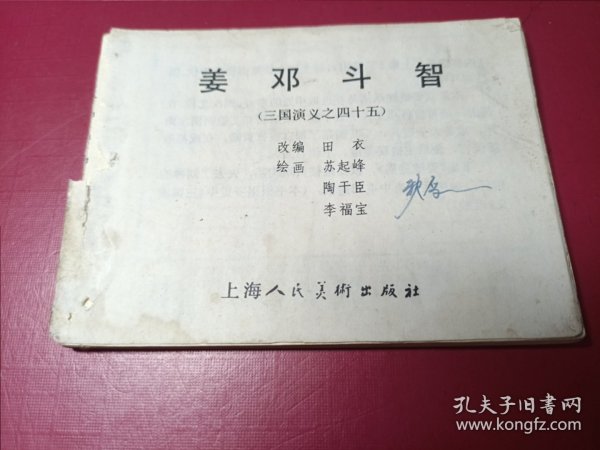 姜邓斗智
(三国演义之四十五)
改编 田衣
绘画 苏起峰
陶干臣
李福宝
上海人民美術出版社
孔夫子旧书网
www.kongfz.com